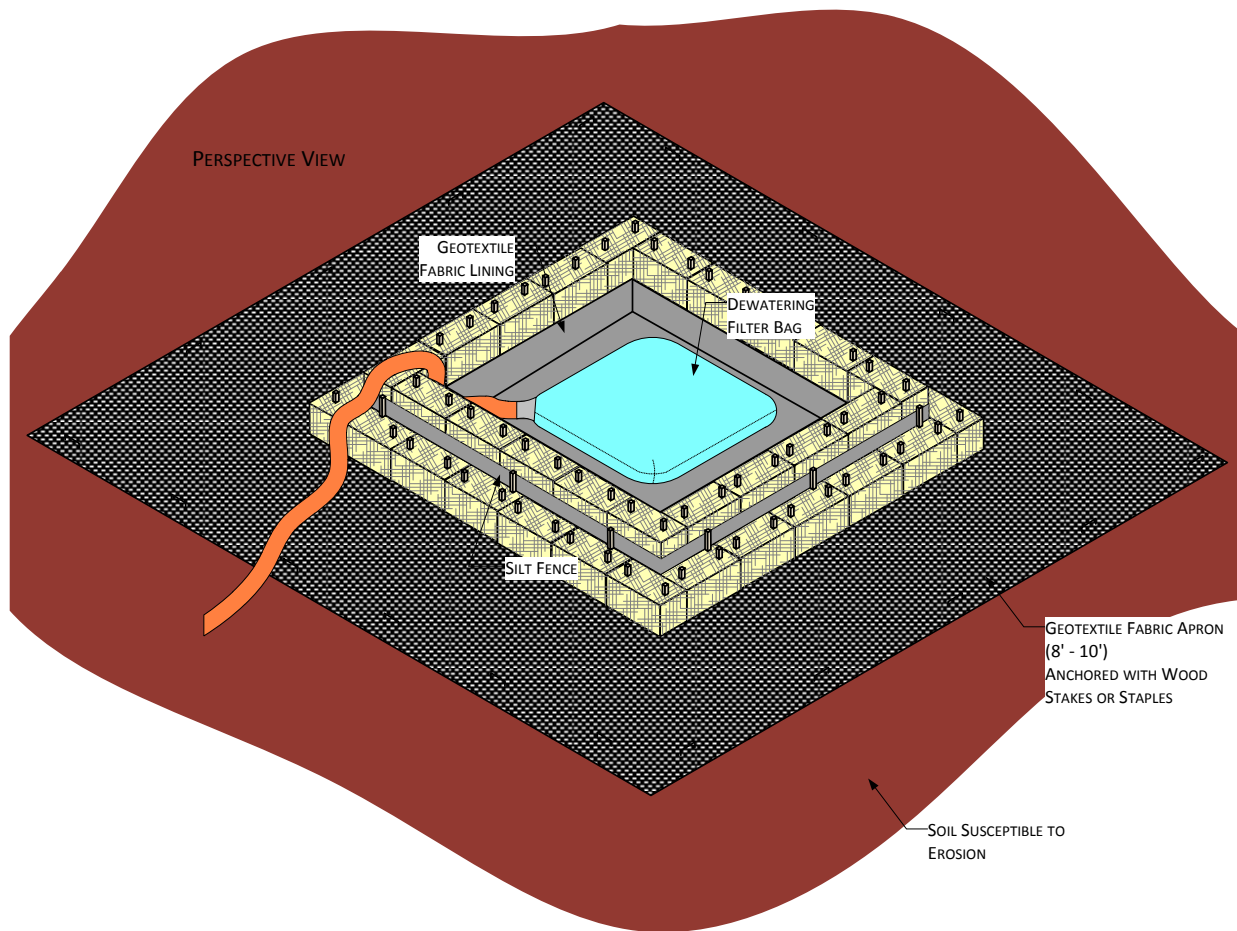 Perspective View
Geotextile
Fabric Lining
Dewatering
Filter Bag
Silt Fence
Geotextile Fabric Apron
(8' - 10')
Anchored with Wood
Stakes or Staples
Soil Susceptible to
Erosion